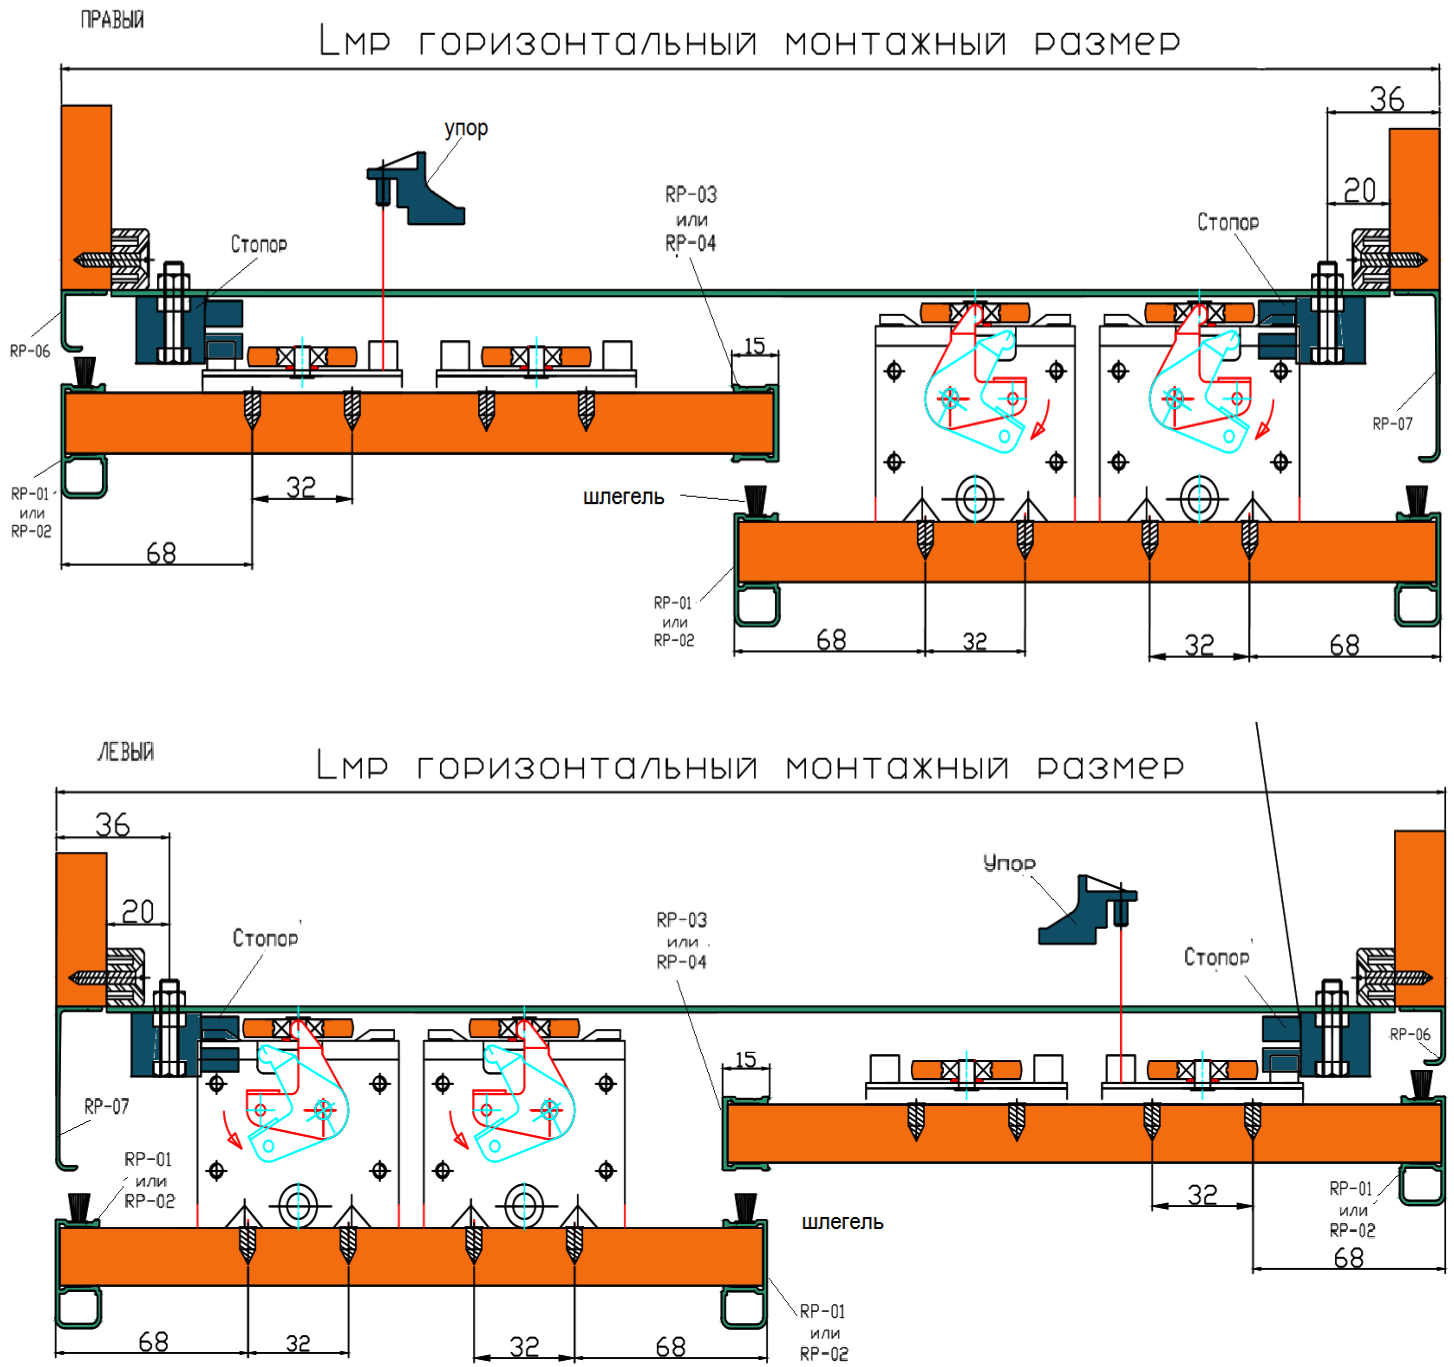 ПРАВЫЙ
Lмр горизонтальный монтажный размер
36
упор
20
RP-03
или
RP-04
Стопор
Стопор
RP-06
15
RP-07
RP-01
или
RP-02
32
шлегель
68
RP-01
или
RP-02
68
32
32
68
ЛЕВЫЙ
Lмр горизонтальный монтажный размер
36
Упор
20
RP-03
или
RP-04
Стопор
Стопор
RP-06
15
RP-07
RP-01
или
RP-02
32
RP-01
или
RP-02
шлегель
68
RP-01
или
RP-02
68
32
32
68